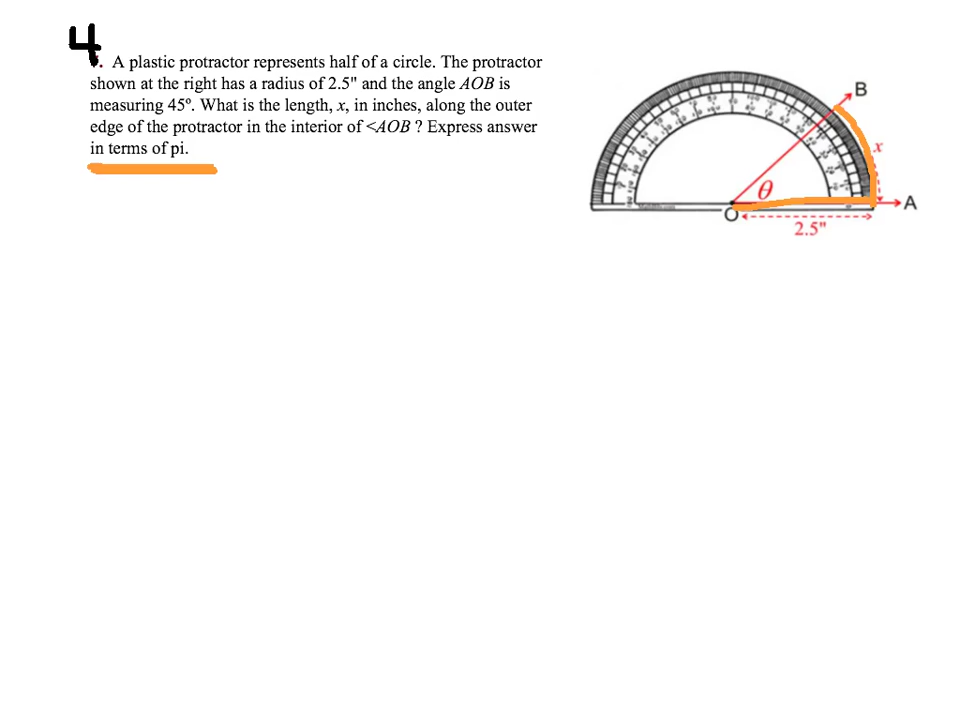 4. A plastic protractor represents half of a circle. The protractor
shown at the right has a radius of 2.5" and the angle AOB is
measuring 45º. What is the length, x, in inches, along the outer
edge of the protractor in the interior of <AOB ? Express answer
in terms of pi.
B
x
θ
A
O
2.5"